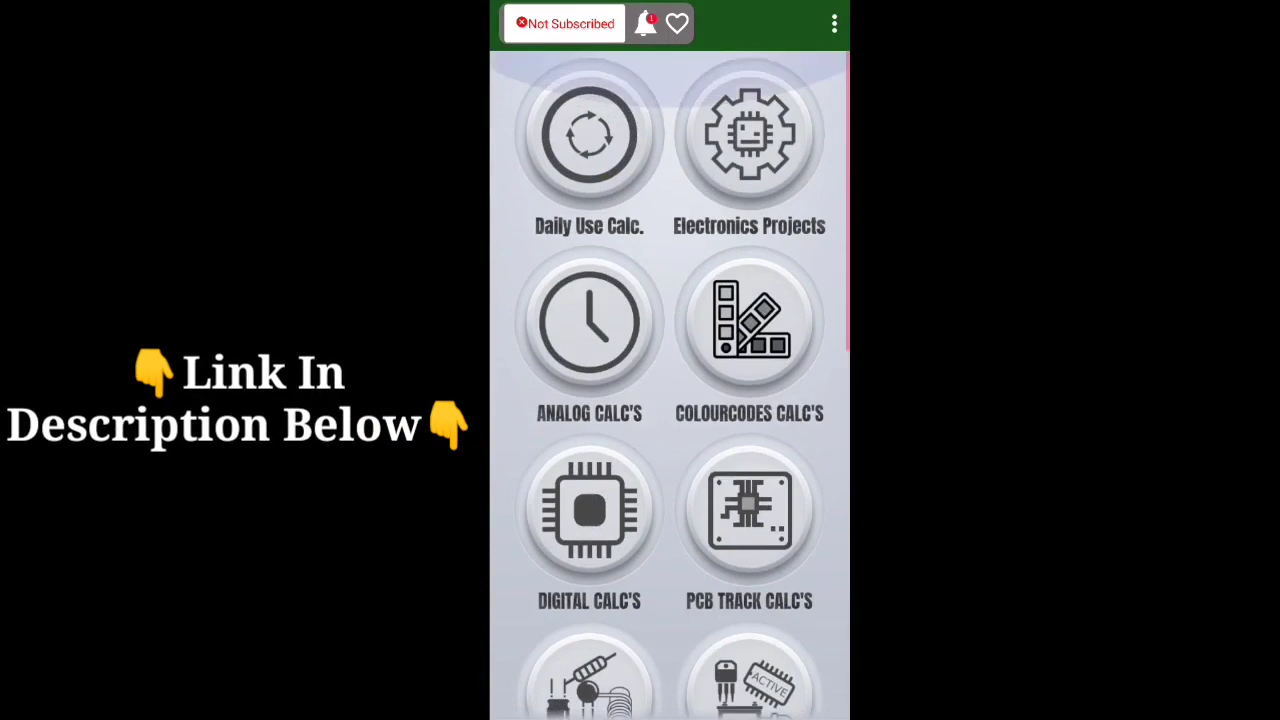 Not Subscribed
1
Daily Use Calc.
Electronics Projects
ANALOG CALC'S
COLOURCODES CALC'S
👇Link In
Description Below👇
DIGITAL CALC'S
PCB TRACK CALC'S
ACTIVE